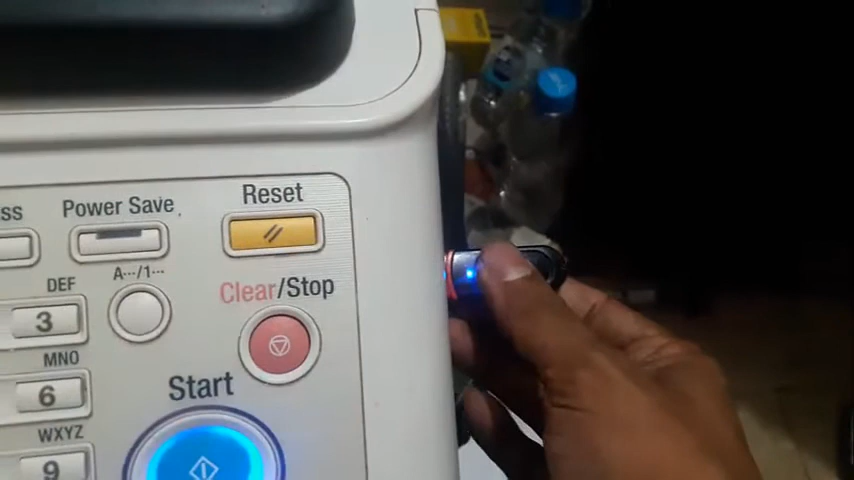 Reset
Power Save
ss
A···/1···
DEF
Clear/Stop
3
MNO
6
Start
WXYZ
9